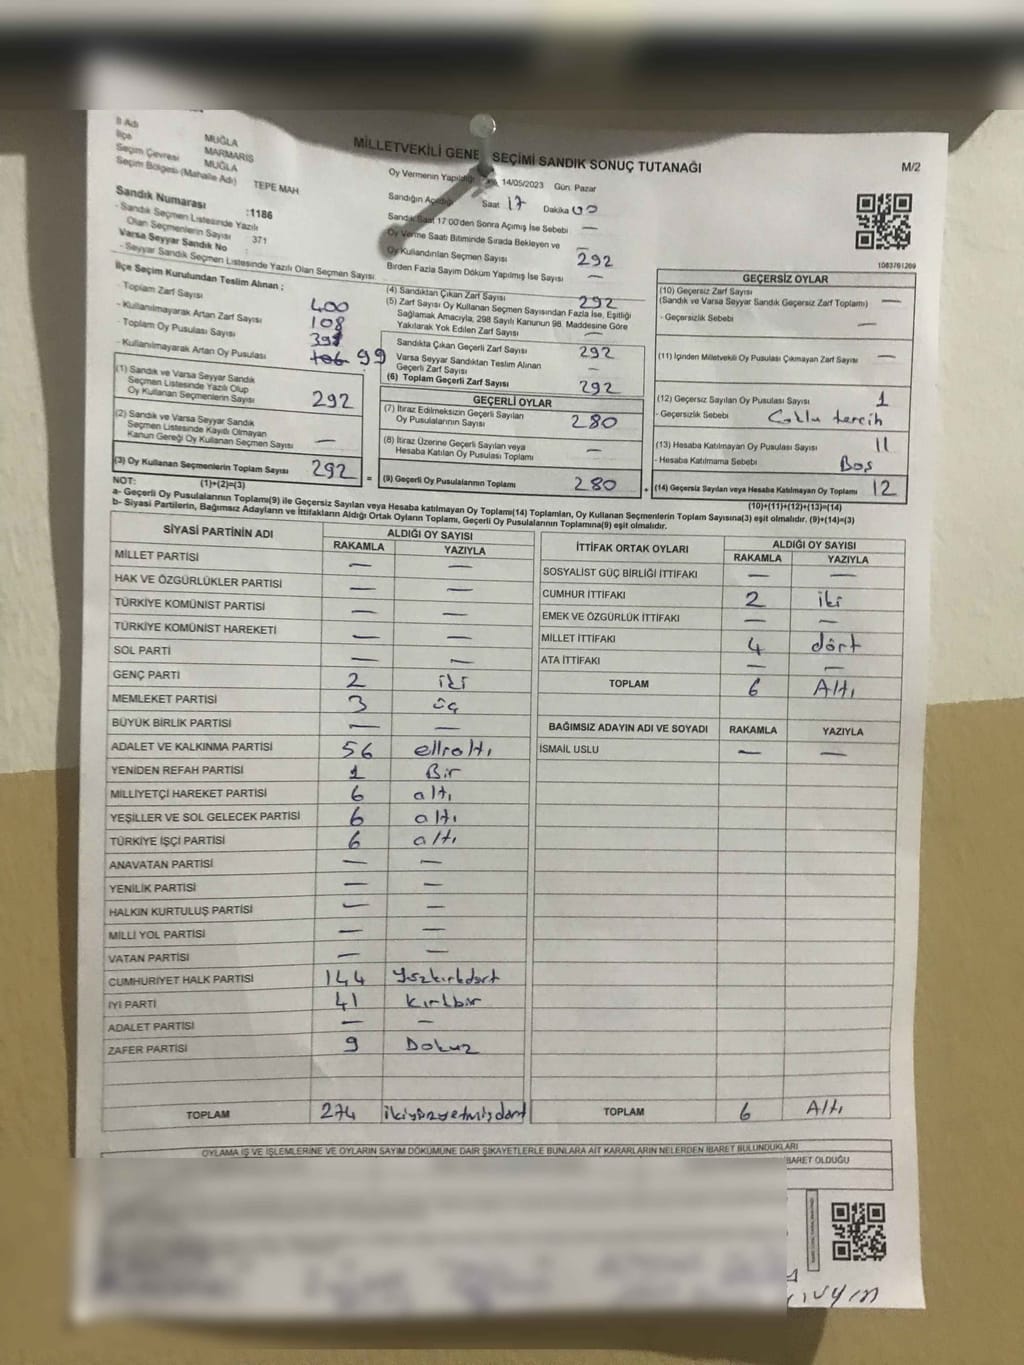 İl Adı
İlçe MUĞLA
Seçim Çevresi MARMARİS
Seçim Bölgesi (Mahalle Adı) MUĞLA
TEPE MAH
MİLLETVEKİLİ GENEL SEÇİMİ SANDIK SONUÇ TUTANAĞI
M/2
Oy Vermenin Yapıldığı 14/05/2023 Gün: Pazar
Sandığın Açıldığı Saat 17 Dakika 00
Sandık Saat 17:00'den Sonra Açımış İse Sebebi —
Oy Verme Saati Bitiminde Sırada Bekleyen ve
Oy Kullandırılan Seçmen Sayısı 292
Birden Fazla Sayım Döküm Yapılmış İse Sayısı —
Sandık Numarası :1186
- Sandık Seçmen Listesinde Yazılı
Olan Seçmenlerin Sayısı 371
Varsa Seyyar Sandık No
- Seyyar Sandık Seçmen Listesinde Yazılı Olan Seçmen Sayısı
İlçe Seçim Kurulundan Teslim Alınan ;
- Toplam Zarf Sayısı 400
- Kullanılmayarak Artan Zarf Sayısı 108
- Toplam Oy Pusulası Sayısı 391
- Kullanılmayarak Artan Oy Pusulası 99
(1) Sandık ve Varsa Seyyar Sandık
Seçmen Listesinde Yazılı Olup
Oy Kullanan Seçmenlerin Sayısı 292
(2) Sandık ve Varsa Seyyar Sandık
Seçmen Listesinde Kayıtlı Olmayan
Kanun Gereği Oy Kullanan Seçmen Sayısı —
(3) Oy Kullanan Seçmenlerin Toplam Sayısı 292
(4) Sandıktan Çıkan Zarf Sayısı 292
(5) Zarf Sayısı Oy Kullanan Seçmen Sayısından Fazla İse, Eşitliği
Sağlamak Amacıyla, 298 Sayılı Kanunun 98. Maddesine Göre
Yakılarak Yok Edilen Zarf Sayısı —
Sandıkta Çıkan Geçerli Zarf Sayısı 292
Varsa Seyyar Sandıktan Teslim Alınan
Geçerli Zarf Sayısı —
(6) Toplam Geçerli Zarf Sayısı 292
GEÇERLİ OYLAR
(7) İtiraz Edilmeksizin Geçerli Sayılan
Oy Pusulalarının Sayısı 280
(8) İtiraz Üzerine Geçerli Sayılan veya
Hesaba Katılan Oy Pusulası Toplamı —
= (9) Geçerli Oy Pusulalarının Toplamı 280
1083761209
GEÇERSİZ OYLAR
(10) Geçersiz Zarf Sayısı
(Sandık ve Varsa Seyyar Sandık Geçersiz Zarf Toplamı) —
- Geçersizlik Sebebi —
(11) İçinden Milletvekili Oy Pusulası Çıkmayan Zarf Sayısı —
(12) Geçersiz Sayılan Oy Pusulası Sayısı 1
- Geçersizlik Sebebi Çoklu tercih
(13) Hesaba Katılmayan Oy Pusulası Sayısı 11
- Hesaba Katılmama Sebebi Boş
+ (14) Geçersiz Sayılan veya Hesaba Katılmayan Oy Toplamı 12
NOT: (1)+(2)=(3)
(10)+(11)+(12)+(13)=(14)
a- Geçerli Oy Pusulalarının Toplamı(9) ile Geçersiz Sayılan veya Hesaba katılmayan Oy Toplamı(14) Toplamları, Oy Kullanan Seçmenlerin Toplam Sayısına(3) eşit olmalıdır. (9)+(14)=(3)
b- Siyasi Partilerin, Bağımsız Adayların ve İttifakların Aldığı Ortak Oyların Toplamı, Geçerli Oy Pusulalarının Toplamına(9) eşit olmalıdır.
SİYASİ PARTİNİN ADI ALDIĞI OY SAYISI
RAKAMLA YAZIYLA
MİLLET PARTİSİ — —
HAK VE ÖZGÜRLÜKLER PARTİSİ — —
TÜRKİYE KOMÜNİST PARTİSİ — —
TÜRKİYE KOMÜNİST HAREKETİ — —
SOL PARTİ — —
GENÇ PARTİ 2 iki
MEMLEKET PARTİSİ 3 üç
BÜYÜK BİRLİK PARTİSİ — —
ADALET VE KALKINMA PARTİSİ 56 ellialtı
YENİDEN REFAH PARTİSİ 1 Bir
MİLLİYETÇİ HAREKET PARTİSİ 6 altı
YEŞİLLER VE SOL GELECEK PARTİSİ 6 altı
TÜRKİYE İŞÇİ PARTİSİ 6 altı
ANAVATAN PARTİSİ — —
YENİLİK PARTİSİ — —
HALKIN KURTULUŞ PARTİSİ — —
MİLLİ YOL PARTİSİ — —
VATAN PARTİSİ — —
CUMHURİYET HALK PARTİSİ 144 Yüzkırkdört
İYİ PARTİ 41 Kırkbir
ADALET PARTİSİ — —
ZAFER PARTİSİ 9 Dokuz
TOPLAM 274 ikiyüzyetmişdört
İTTİFAK ORTAK OYLARI ALDIĞI OY SAYISI
RAKAMLA YAZIYLA
SOSYALİST GÜÇ BİRLİĞİ İTTİFAKI — —
CUMHUR İTTİFAKI 2 iki
EMEK VE ÖZGÜRLÜK İTTİFAKI — —
MİLLET İTTİFAKI 4 dört
ATA İTTİFAKI — —
TOPLAM 6 Altı
BAĞIMSIZ ADAYIN ADI VE SOYADI RAKAMLA YAZIYLA
İSMAİL USLU — —
TOPLAM 6 Altı
OYLAMA İŞ VE İŞLEMLERİNE VE OYLARIN SAYIM DÖKÜMÜNE DAİR ŞİKAYETLERLE BUNLARA AİT KARARLARIN NELERDEN İBARET BULUNDUKLARI
İBARET OLDUĞU